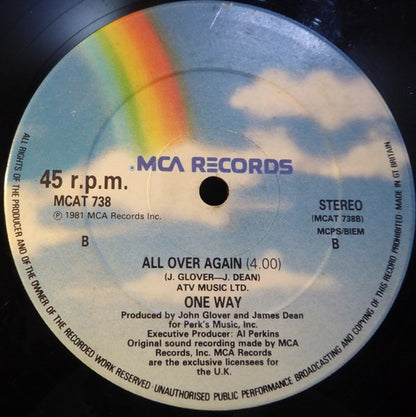 MCA RECORDS
45 r.p.m.
MCAT 738
℗ 1981 MCA Records Inc.
B
STEREO
(MCAT 738B)
MCPS/BIEM
B
ALL OVER AGAIN (4.00)
(J. GLOVER—J. DEAN)
ATV MUSIC LTD.
ONE WAY
Produced by John Glover and James Dean
for Perk's Music, Inc.
Executive Producer: Al Perkins
Original sound recording made by MCA
Records, Inc. MCA Records
are the exclusive licensees for
the U.K.
ALL RIGHTS OF THE PRODUCER AND OF THE OWNER OF THE RECORDED WORK RESERVED · UNAUTHORISED PUBLIC PERFORMANCE BROADCASTING AND COPYING OF THIS RECORD PROHIBITED · MADE IN GT BRITAIN